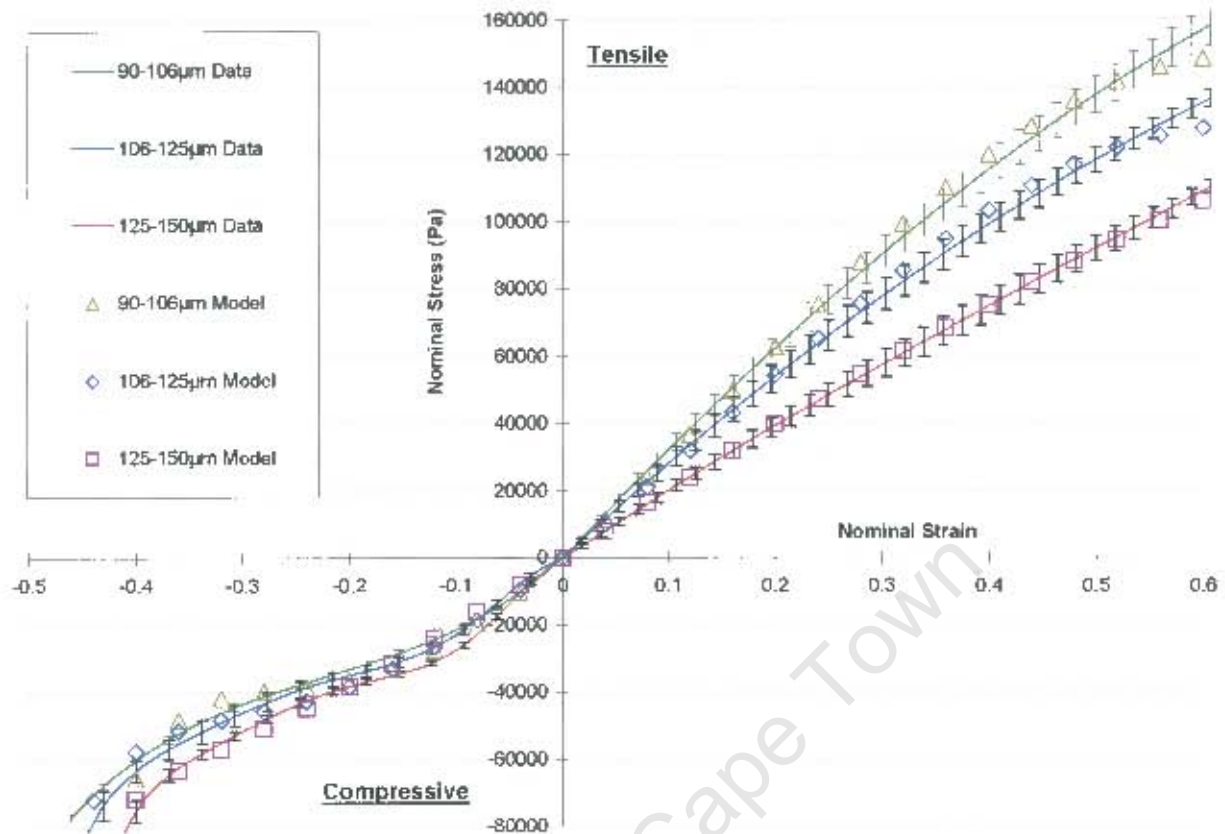 90-106µm Data
106-125µm Data
125-150µm Data
90-106µm Model
106-125µm Model
125-150µm Model
Tensile
Nominal Stress (Pa)
160000
140000
120000
100000
80000
60000
40000
20000
0
-20000
-40000
-60000
-80000
Nominal Strain
-0.5
-0.4
-0.3
-0.2
-0.1
0
0.1
0.2
0.3
0.4
0.5
0.6
Compressive
Cape Town